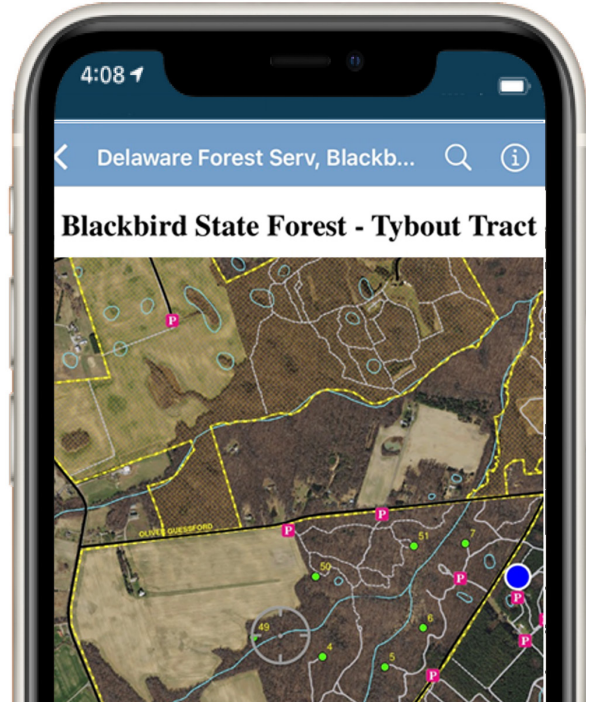 4:08
Delaware Forest Serv, Blackb...
Blackbird State Forest - Tybout Tract
P
OLIVER GUESSFORD
P
P
51
7
50
P
P
49
6
P
4
5
P